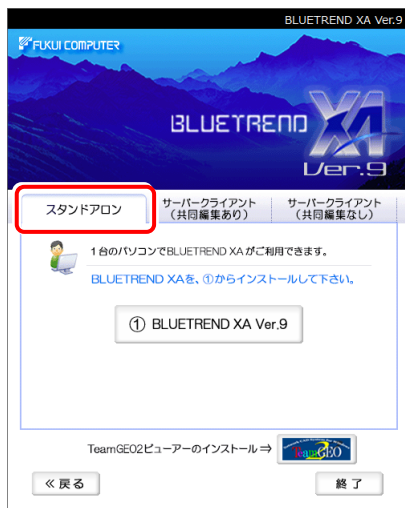 BLUETREND XA Ver.9
FUKUI COMPUTER
BLUETREND XA
Ver.9
スタンドアロン
サーバークライアント
（共同編集あり）
サーバークライアント
（共同編集なし）
1台のパソコンでBLUETREND XA がご利用できます。
BLUETREND XAを、①からインストールして下さい。
① BLUETREND XA Ver.9
TeamGEO2ビューアーのインストール⇒
TeamGEO
≪戻る
終了